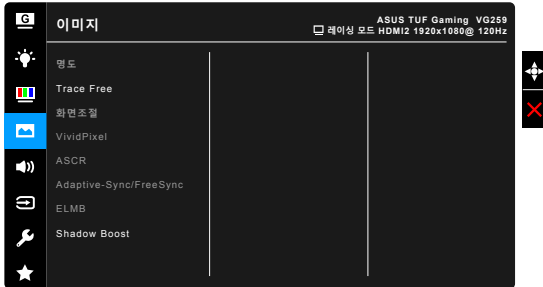 G
이미지
ASUS TUF Gaming VG259
레이싱 모드 HDMI2 1920x1080@ 120Hz
명도
Trace Free
화면조절
VividPixel
ASCR
Adaptive-Sync/FreeSync
ELMB
Shadow Boost